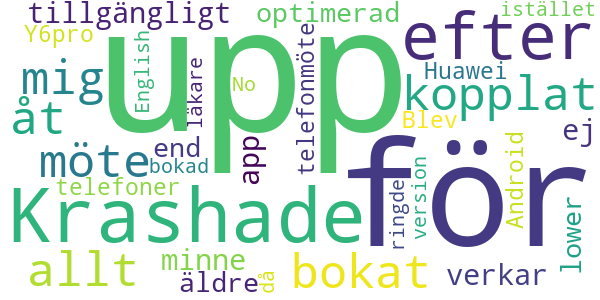 tillgängligt
optimerad
istället
Y6pro
upp
efter
English
läkare
No
telefonmöte
mig
Huawei
kopplat
åt
Blev
ej
möte
end
app
bokad
Android
telefoner
Krashade
för
ringde
version
lower
allt
minne
bokat
verkar
äldre
då